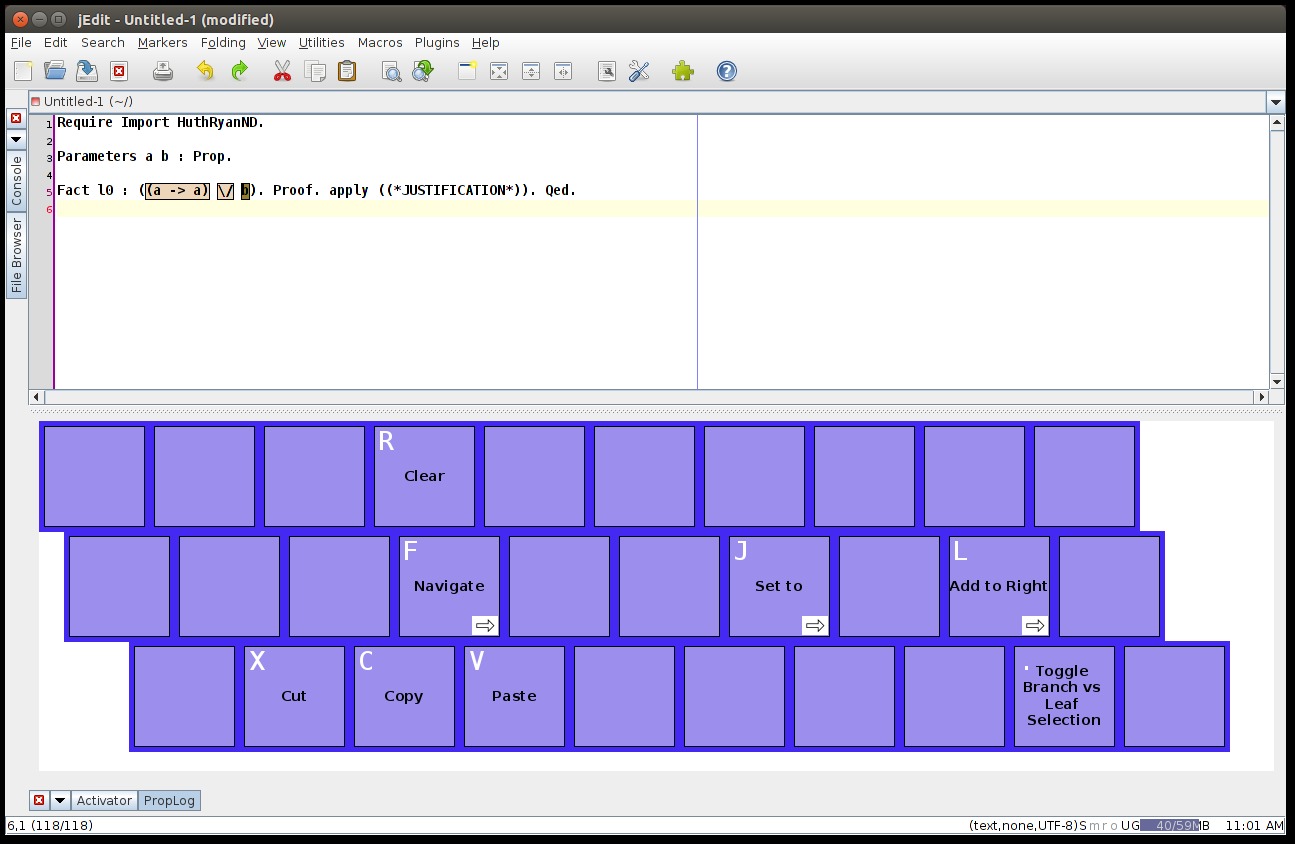 jEdit - Untitled-1 (modified)
File Edit Search Markers Folding View Utilities Macros Plugins Help
Untitled-1 (~/)
1 Require Import HuthRyanND.
2
3 Parameters a b : Prop.
4
5 Fact l0 : ((a -> a) \/ b). Proof. apply ((*JUSTIFICATION*)). Qed.
6
Console
File Browser
R
Clear
F
Navigate
J
Set to
L
Add to Right
X
Cut
C
Copy
V
Paste
. Toggle
Branch vs
Leaf
Selection
Activator PropLog
6,1 (118/118) (text,none,UTF-8)S m r o UG 40/59MB 11:01 AM